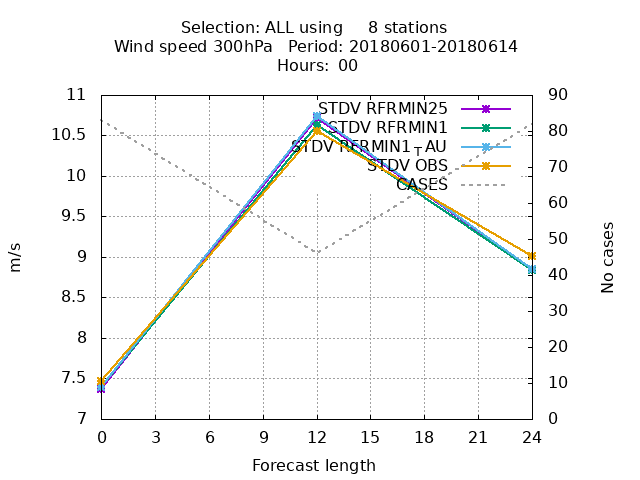 Selection: ALL using     8 stations
Wind speed 300hPa   Period: 20180601-20180614
Hours: 00
11
10.5
10
9.5
9
8.5
8
7.5
7
m/s
90
80
70
60
50
40
30
20
10
0
No cases
STDV RFRMIN25
STDV RFRMIN1
STDV RFRMIN1TAU
STDV OBS
CASES
0 3 6 9 12 15 18 21 24
Forecast length